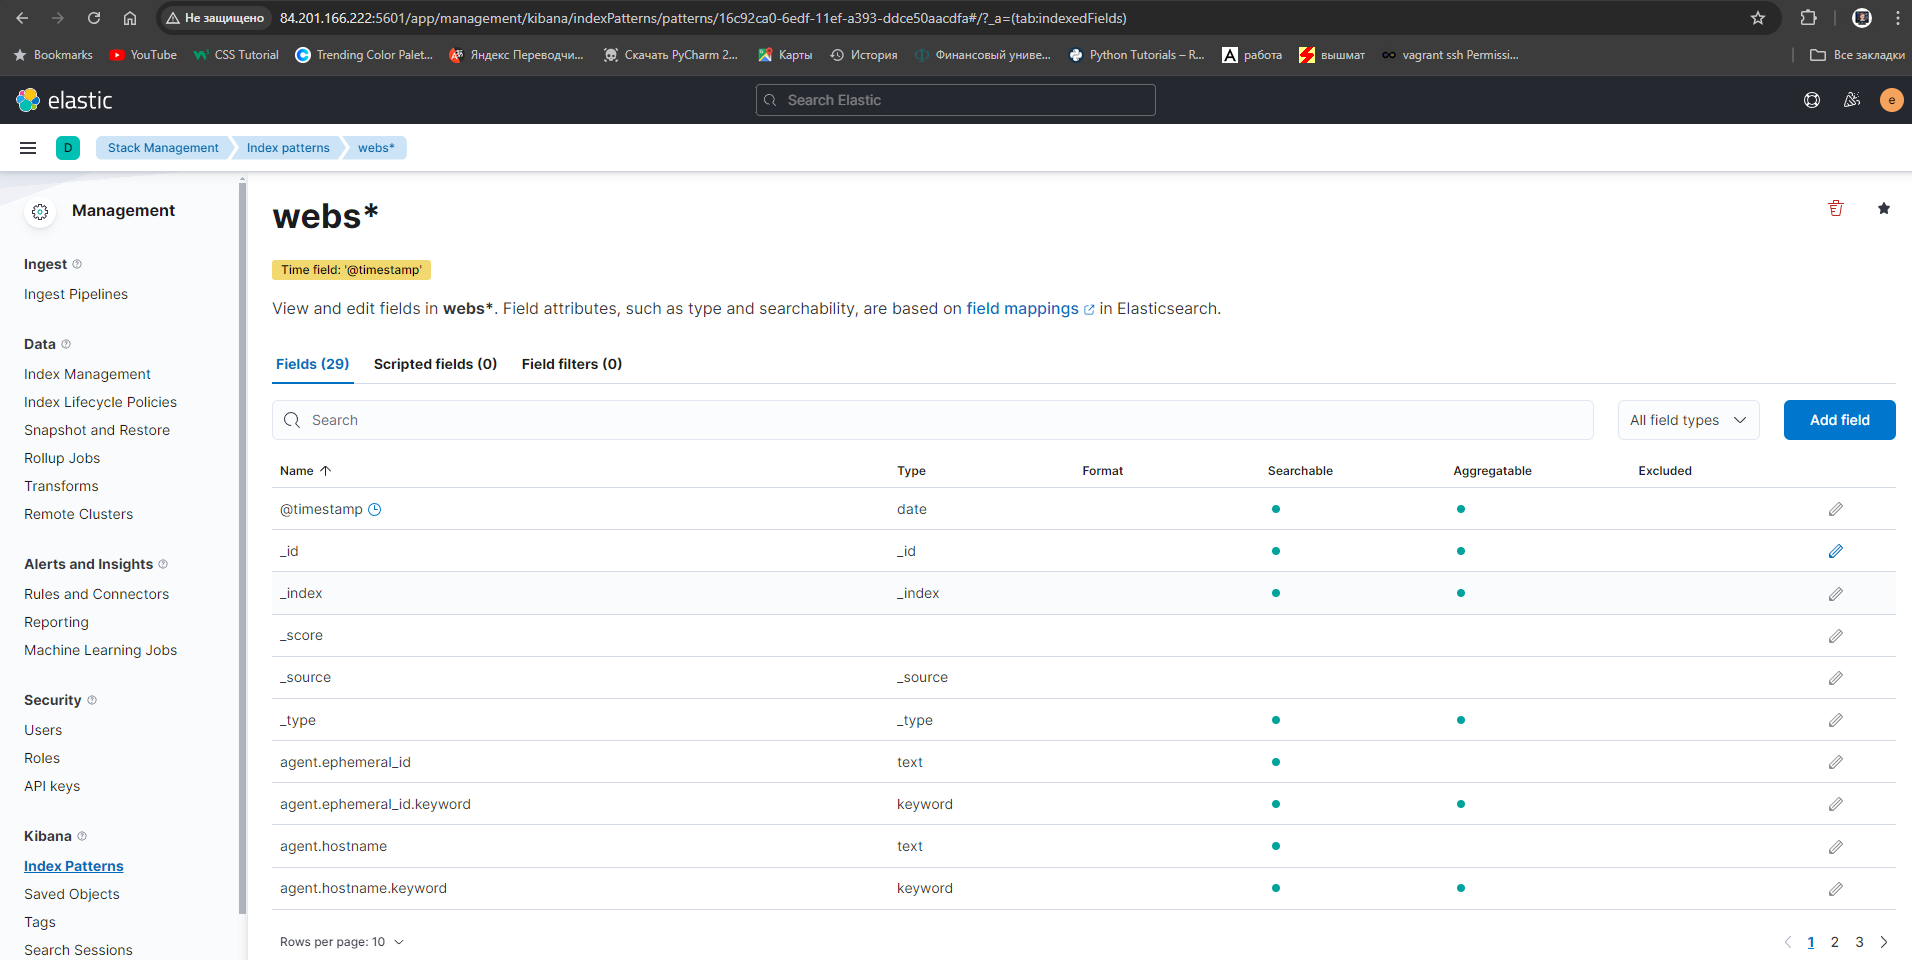 Не защищено 84.201.166.222:5601/app/management/kibana/indexPatterns/patterns/16c92ca0-6edf-11ef-a393-ddce50aacdfa#/?_a=(tab:indexedFields)
Bookmarks YouTube CSS Tutorial Trending Color Palet... Яндекс Переводчи... Скачать PyCharm 2... Карты История Финансовый униве... Python Tutorials – R... работа вышмат vagrant ssh Permissi... Все закладки
elastic Search Elastic e
D Stack Management Index patterns webs*
Management
Ingest
Ingest Pipelines
Data
Index Management
Index Lifecycle Policies
Snapshot and Restore
Rollup Jobs
Transforms
Remote Clusters
Alerts and Insights
Rules and Connectors
Reporting
Machine Learning Jobs
Security
Users
Roles
API keys
Kibana
Index Patterns
Saved Objects
Tags
Search Sessions
webs*
Time field: '@timestamp'
View and edit fields in webs*. Field attributes, such as type and searchability, are based on field mappings in Elasticsearch.
Fields (29) Scripted fields (0) Field filters (0)
Search All field types Add field
Name Type Format Searchable Aggregatable Excluded
@timestamp date
_id _id
_index _index
_score
_source _source
_type _type
agent.ephemeral_id text
agent.ephemeral_id.keyword keyword
agent.hostname text
agent.hostname.keyword keyword
Rows per page: 10 1 2 3